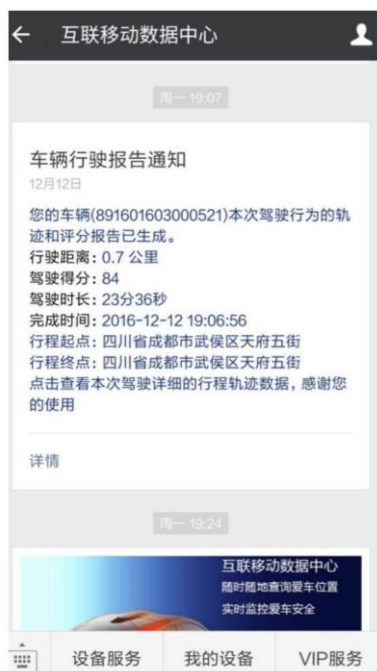 互联移动数据中心
周一 19:07
车辆行驶报告通知
12月12日
您的车辆(891601603000521)本次驾驶行为的轨
迹和评分报告已生成。
行驶距离: 0.7 公里
驾驶得分: 84
驾驶时长: 23分36秒
完成时间: 2016-12-12 19:06:56
行程起点: 四川省成都市武侯区天府五街
行程终点: 四川省成都市武侯区天府五街
点击查看本次驾驶详细的行程轨迹数据, 感谢您
的使用
详情
周一 19:24
互联移动数据中心
随时随地查询爱车位置
实时监控爱车安全
设备服务 我的设备 VIP服务